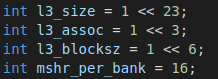 int l3_size = 1 << 23;
int l3_assoc = 1 << 3;
int l3_blocksz = 1 << 6;
int mshr_per_bank = 16;